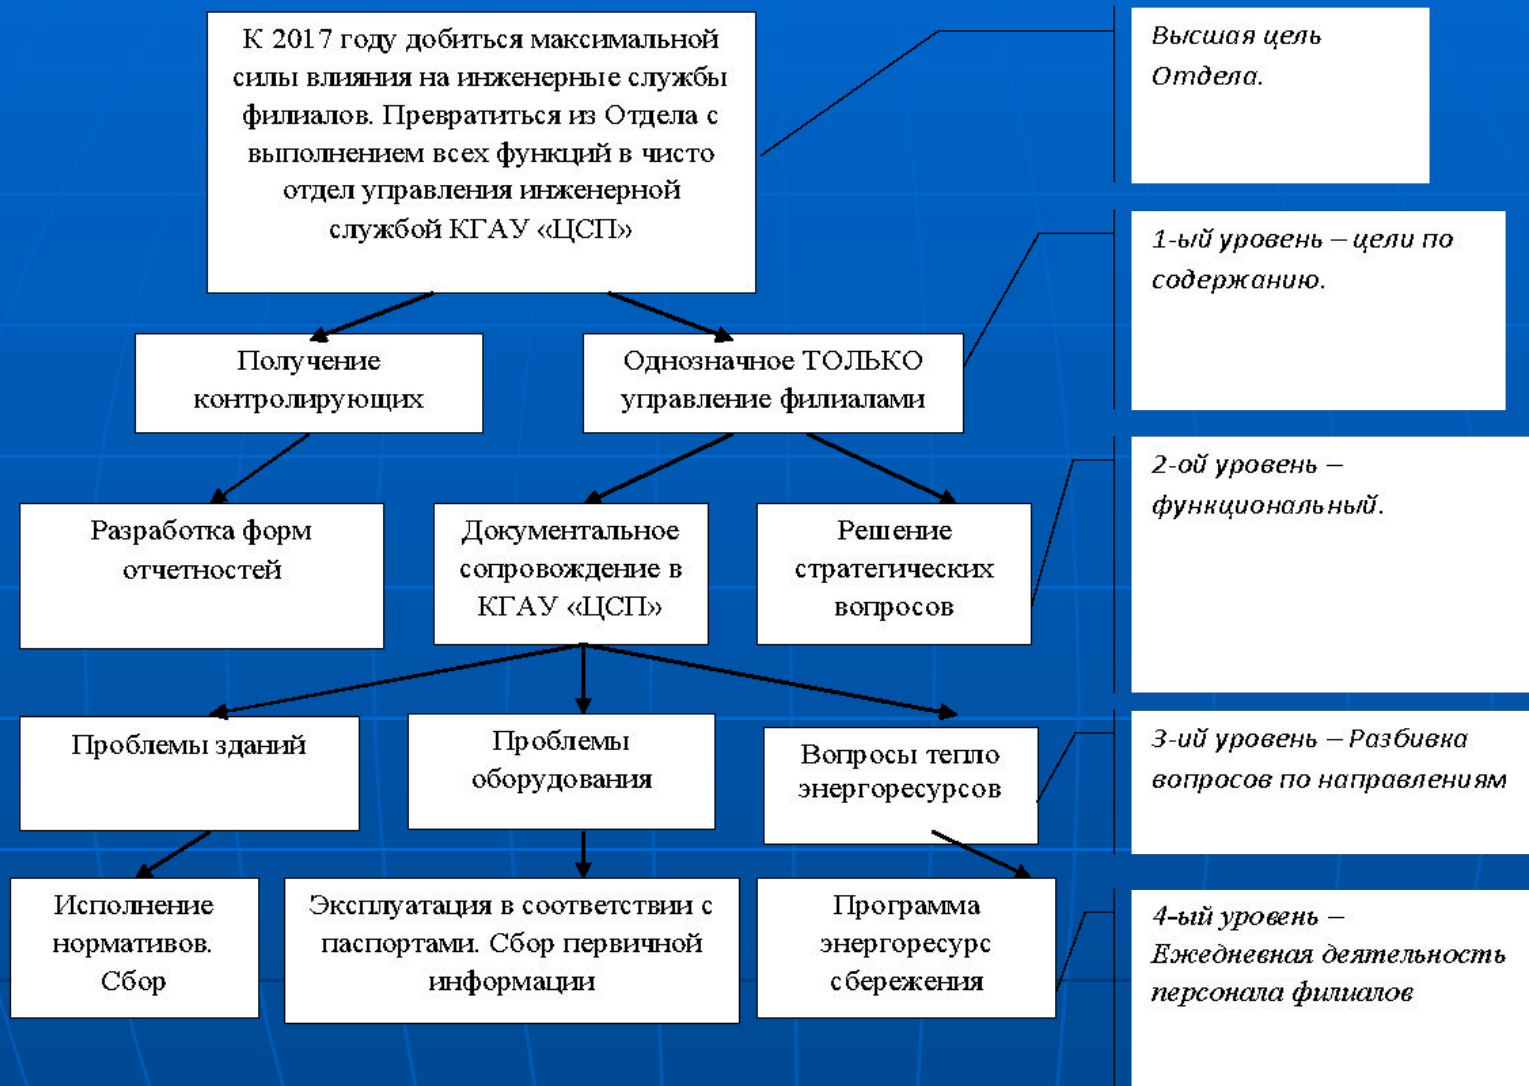 К 2017 году добиться максимальной
силы влияния на инженерные службы
филиалов. Превратиться из Отдела с
выполнением всех функций в чисто
отдел управления инженерной
службой КГАУ «ЦСП»
Высшая цель
Отдела.
1-ый уровень – цели по
содержанию.
Получение
контролирующих
Однозначное ТОЛЬКО
управление филиалами
2-ой уровень –
функциональный.
Разработка форм
отчетностей
Документальное
сопровождение в
КГАУ «ЦСП»
Решение
стратегических
вопросов
3-ий уровень – Разбивка
вопросов по направлениям
Проблемы зданий
Проблемы
оборудования
Вопросы тепло
энергоресурсов
4-ый уровень –
Ежедневная деятельность
персонала филиалов
Исполнение
нормативов.
Сбор
Эксплуатация в соответствии с
паспортами. Сбор первичной
информации
Программа
энергоресурс
сбережения